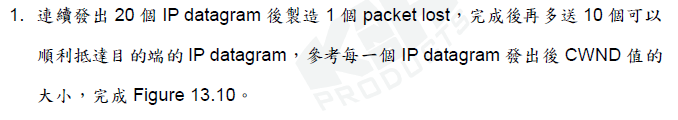 1. 連續發出 20 個 IP datagram 後製造 1 個 packet lost，完成後再多送 10 個可以
順利抵達目的端的 IP datagram，參考每一個 IP datagram 發出後 CWND 值的
大小，完成 Figure 13.10。
PRODUCTS